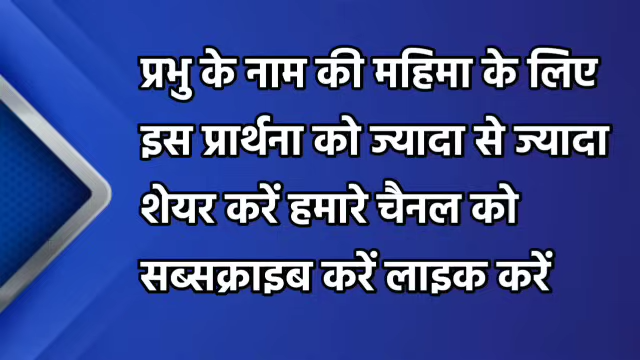 प्रभु के नाम की महिमा के लिए
इस प्रार्थना को ज्यादा से ज्यादा
शेयर करें हमारे चैनल को
सब्सक्राइब करें लाइक करें